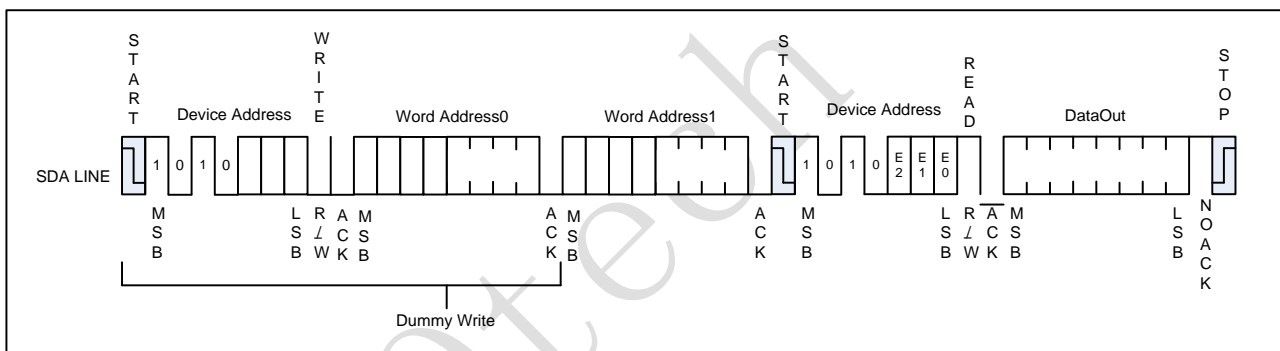 START
WRITE
START
READ
STOP
Device Address
Word Address0
Word Address1
Device Address
DataOut
SDA LINE
1 0 1 0
1 0 1 0 E2 E1 E0
MSB
LSB
R/W
ACK
MSB
ACK
MSB
ACK
MSB
LSB
R/W
ACK
MSB
LSB
NOACK
Dummy Write